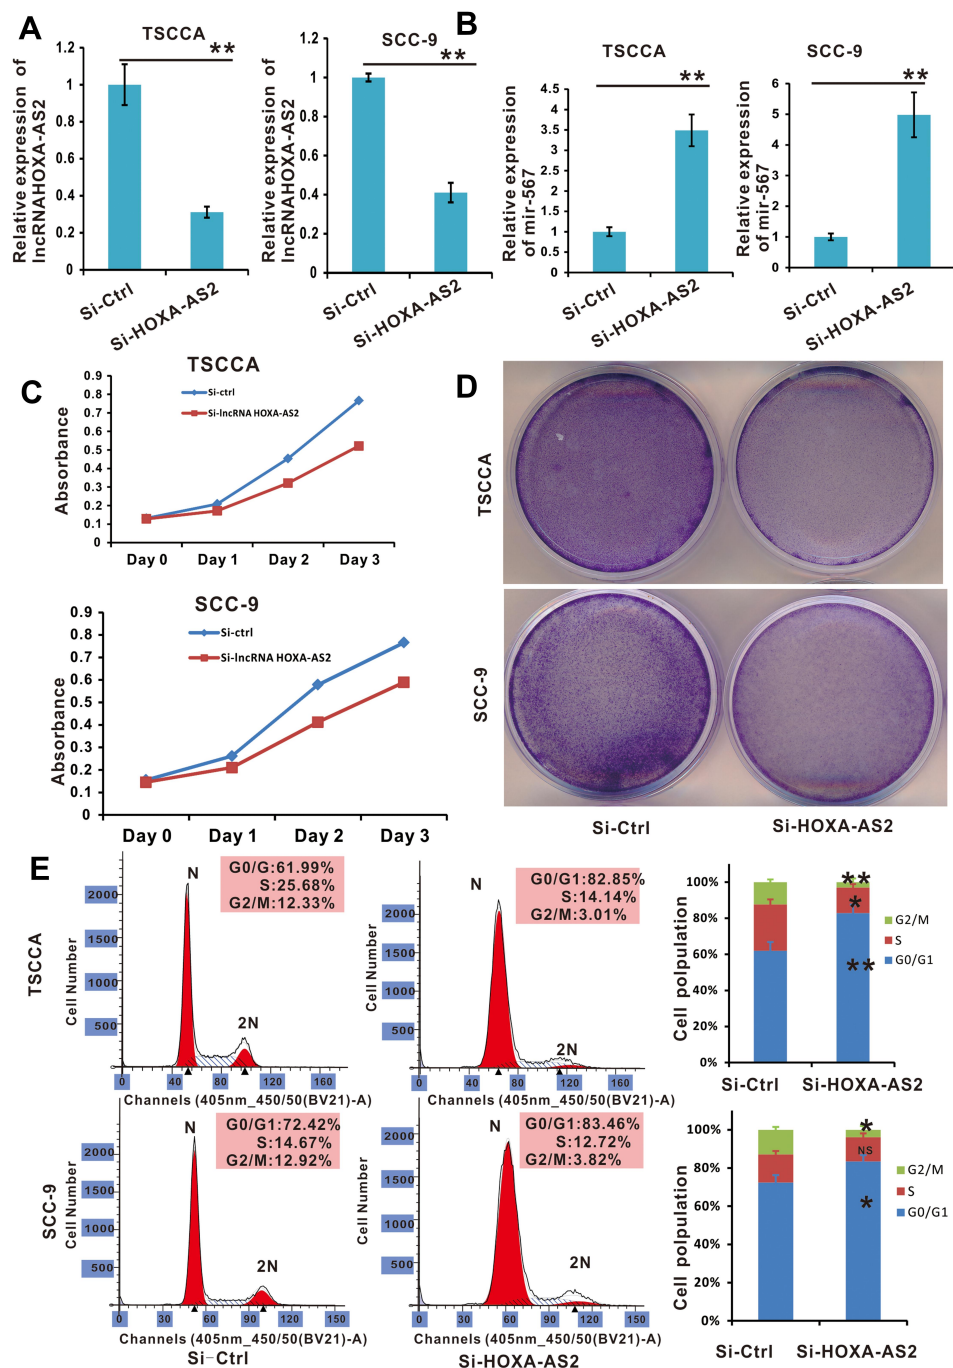 A
TSCCA
**
Relative expression of
lncRNAHOXA-AS2
1.2
1
0.8
0.6
0.4
0.2
0
Si-Ctrl
Si-HOXA-AS2
SCC-9
**
Relative expression of
lncRNAHOXA-AS2
1.2
1
0.8
0.6
0.4
0.2
0
Si-Ctrl
Si-HOXA-AS2
B
TSCCA
**
Relative expression
of mir-567
4.5
4
3.5
3
2.5
2
1.5
1
0.5
0
Si-Ctrl
Si-HOXA-AS2
SCC-9
**
Relative expression
of mir-567
6
5
4
3
2
1
0
Si-Ctrl
Si-HOXA-AS2
C
TSCCA
Absorbance
0.9
0.8
0.7
0.6
0.5
0.4
0.3
0.2
0.1
0
Si-ctrl
Si-lncRNA HOXA-AS2
Day 0 Day 1 Day 2 Day 3
SCC-9
Absorbance
0.9
0.8
0.7
0.6
0.5
0.4
0.3
0.2
0.1
0
Si-ctrl
Si-lncRNA HOXA-AS2
Day 0 Day 1 Day 2 Day 3
D
TSCCA
SCC-9
Si-Ctrl Si-HOXA-AS2
E
TSCCA
Cell Number
2000
1500
1000
500
N
2N
G0/G:61.99%
S:25.68%
G2/M:12.33%
0 40 80 120 160
Channels (405nm_450/50(BV21)-A)
Cell Number
2000
1500
1000
500
N
2N
G0/G1:82.85%
S:14.14%
G2/M:3.01%
0 40 80 120 160
Channels (405nm_450/50(BV21)-A)
Cell polpulation
100%
80%
60%
40%
20%
0%
**
*
**
G2/M
S
G0/G1
Si-Ctrl Si-HOXA-AS2
SCC-9
Cell Number
2000
1500
1000
500
N
2N
G0/G1:72.42%
S:14.67%
G2/M:12.92%
0 30 60 90 120 150
Channels (405nm_450/50(BV21)-A)
Si-Ctrl
Cell Number
2000
1500
1000
500
N
2N
G0/G1:83.46%
S:12.72%
G2/M:3.82%
0 30 60 90 120
Channels (405nm_450/50(BV21)-A)
Si-HOXA-AS2
Cell polpulation
100%
80%
60%
40%
20%
0%
*
NS
*
G2/M
S
G0/G1
Si-Ctrl Si-HOXA-AS2